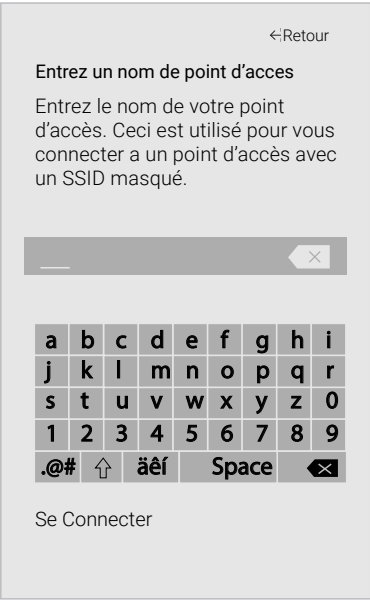 ←Retour
Entrez un nom de point d'acces
Entrez le nom de votre point
d'accès. Ceci est utilisé pour vous
connecter a un point d'accès avec
un SSID masqué.
a b c d e f g h i
j k l m n o p q r
s t u v w x y z 0
1 2 3 4 5 6 7 8 9
.@# ⇧ äêí Space ⌫
Se Connecter